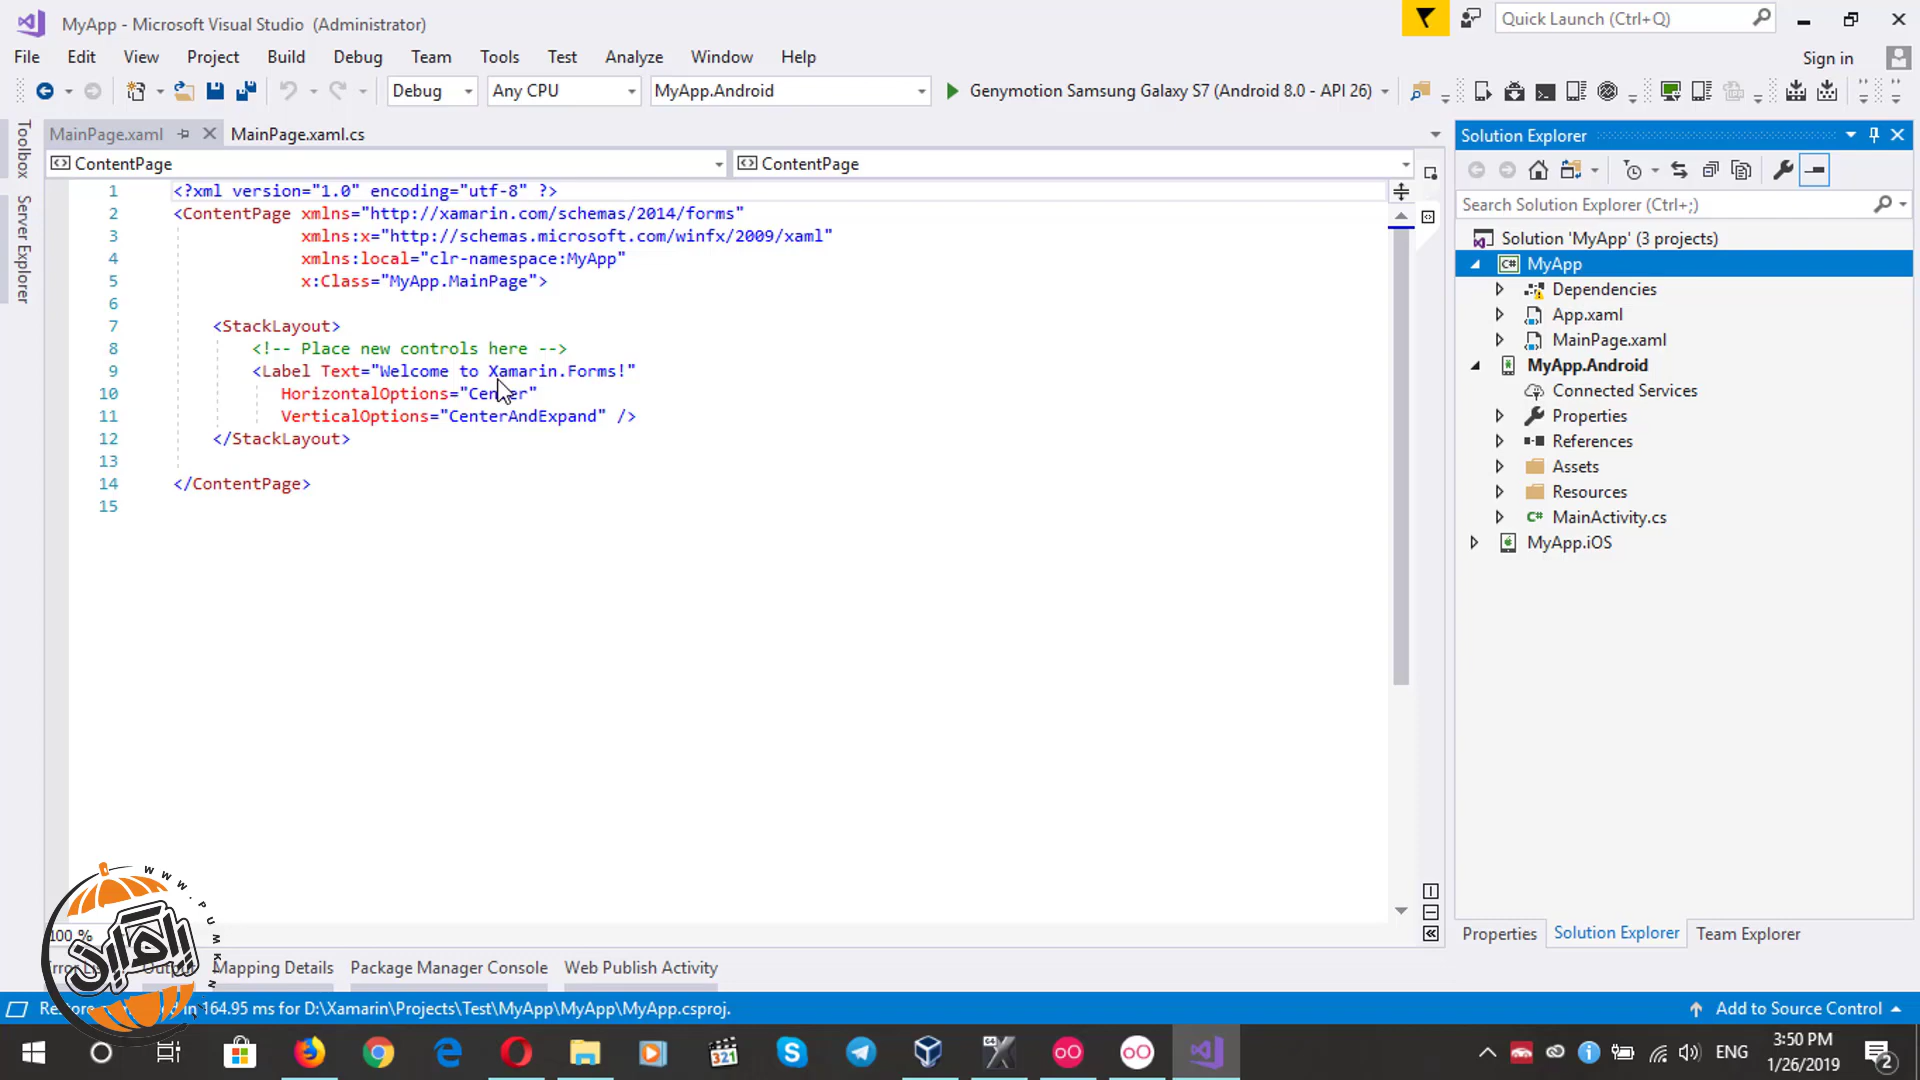 MyApp - Microsoft Visual Studio (Administrator)
Quick Launch (Ctrl+Q)
File Edit View Project Build Debug Team Tools Test Analyze Window Help
Sign in
Debug Any CPU MyApp.Android Genymotion Samsung Galaxy S7 (Android 8.0 - API 26)
Toolbox
Server Explorer
MainPage.xaml MainPage.xaml.cs
ContentPage ContentPage
1 <?xml version="1.0" encoding="utf-8" ?>
2 <ContentPage xmlns="http://xamarin.com/schemas/2014/forms"
3 xmlns:x="http://schemas.microsoft.com/winfx/2009/xaml"
4 xmlns:local="clr-namespace:MyApp"
5 x:Class="MyApp.MainPage">
6
7 <StackLayout>
8 <!-- Place new controls here -->
9 <Label Text="Welcome to Xamarin.Forms!"
10 HorizontalOptions="Center"
11 VerticalOptions="CenterAndExpand" />
12 </StackLayout>
13
14 </ContentPage>
15
Solution Explorer
Search Solution Explorer (Ctrl+;)
Solution 'MyApp' (3 projects)
MyApp
Dependencies
App.xaml
MainPage.xaml
MyApp.Android
Connected Services
Properties
References
Assets
Resources
MainActivity.cs
MyApp.iOS
100 %
Properties Solution Explorer Team Explorer
Mapping Details Package Manager Console Web Publish Activity
in 164.95 ms for D:\Xamarin\Projects\Test\MyApp\MyApp\MyApp.csproj.
Add to Source Control
321
ENG
3:50 PM
1/26/2019
2